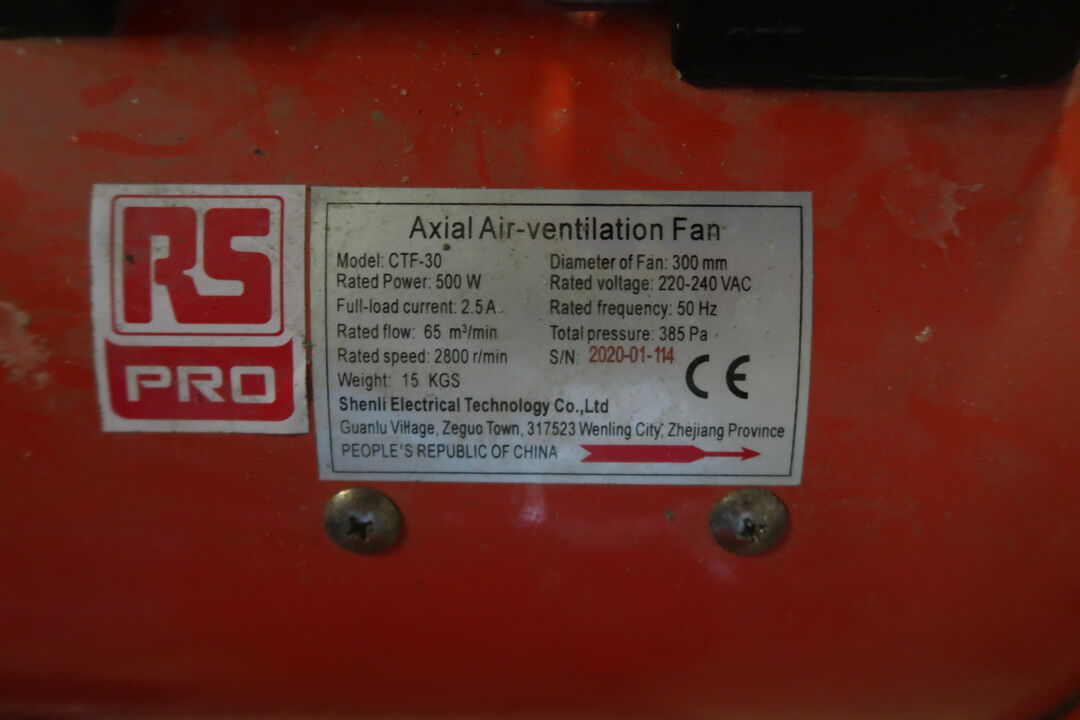 RS
PRO
Axial Air-ventilation Fan
Model: CTF-30
Diameter of Fan: 300 mm
Rated Power: 500 W
Rated voltage: 220-240 VAC
Full-load current: 2.5A
Rated frequency: 50 Hz
Rated flow: 65 m³/min
Total pressure: 385 Pa
Rated speed: 2800 r/min
S/N: 2020-01-114
Weight: 15 KGS
CE
Shenli Electrical Technology Co.,Ltd
Guanlu Village, Zeguo Town, 317523 Wenling City, Zhejiang Province
PEOPLE'S REPUBLIC OF CHINA